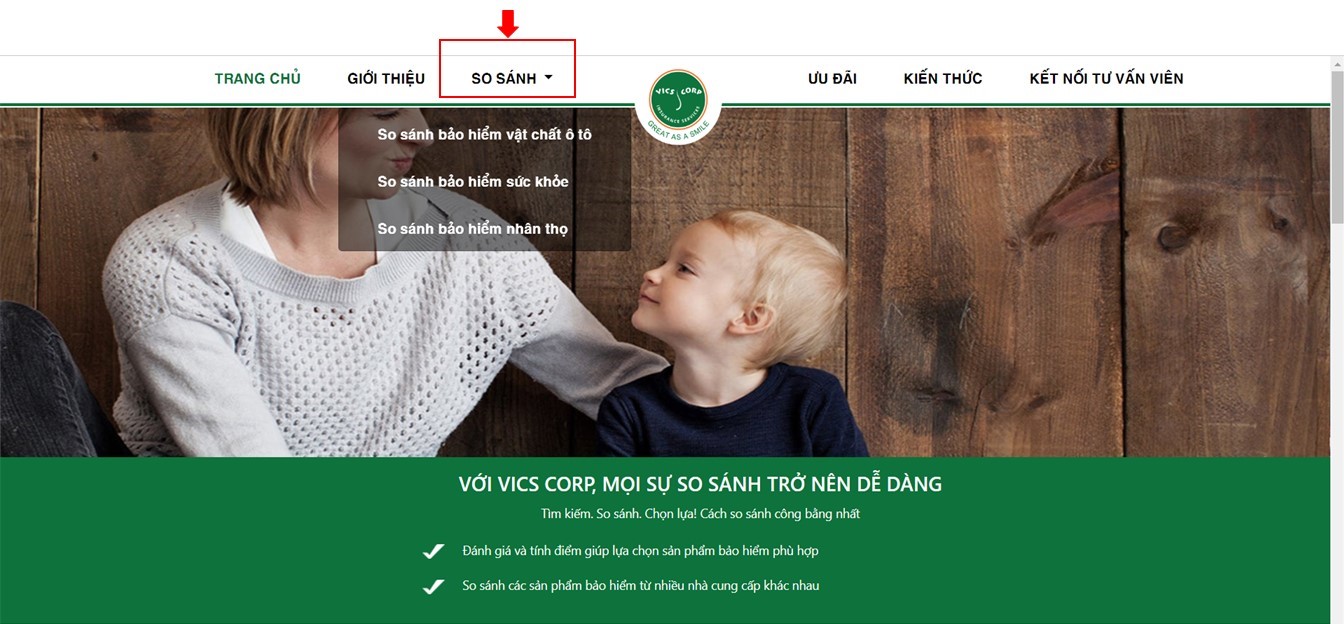 TRANG CHỦ GIỚI THIỆU SO SÁNH ƯU ĐÃI KIẾN THỨC KẾT NỐI TƯ VẤN VIÊN
VICS CORP
INSURANCE SERVICES
GREAT AS A SMILE
So sánh bảo hiểm vật chất ô tô
So sánh bảo hiểm sức khỏe
So sánh bảo hiểm nhân thọ
VỚI VICS CORP, MỌI SỰ SO SÁNH TRỞ NÊN DỄ DÀNG
Tìm kiếm. So sánh. Chọn lựa! Cách so sánh công bằng nhất
Đánh giá và tính điểm giúp lựa chọn sản phẩm bảo hiểm phù hợp
So sánh các sản phẩm bảo hiểm từ nhiều nhà cung cấp khác nhau